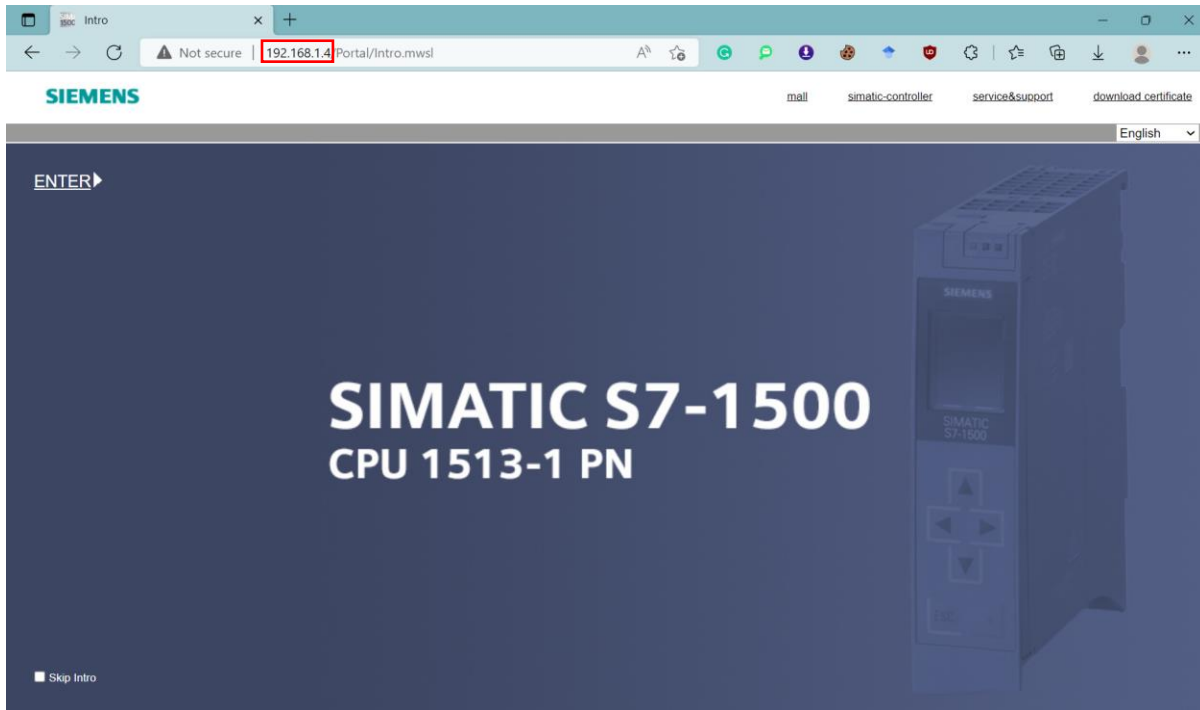 Intro
Not secure | 192.168.1.4/Portal/Intro.mwsl
SIEMENS
mall simatic-controller service&support download certificate
English
ENTER
SIEMENS
SIMATIC S7-1500
CPU 1513-1 PN
SIMATIC
S7-1500
Skip Intro